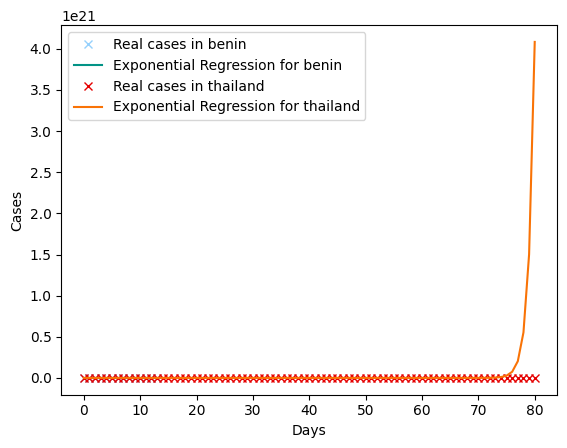 1e21
4.0
3.5
3.0
2.5
2.0
1.5
1.0
0.5
0.0
Cases
Real cases in benin
Exponential Regression for benin
Real cases in thailand
Exponential Regression for thailand
0 10 20 30 40 50 60 70 80
Days